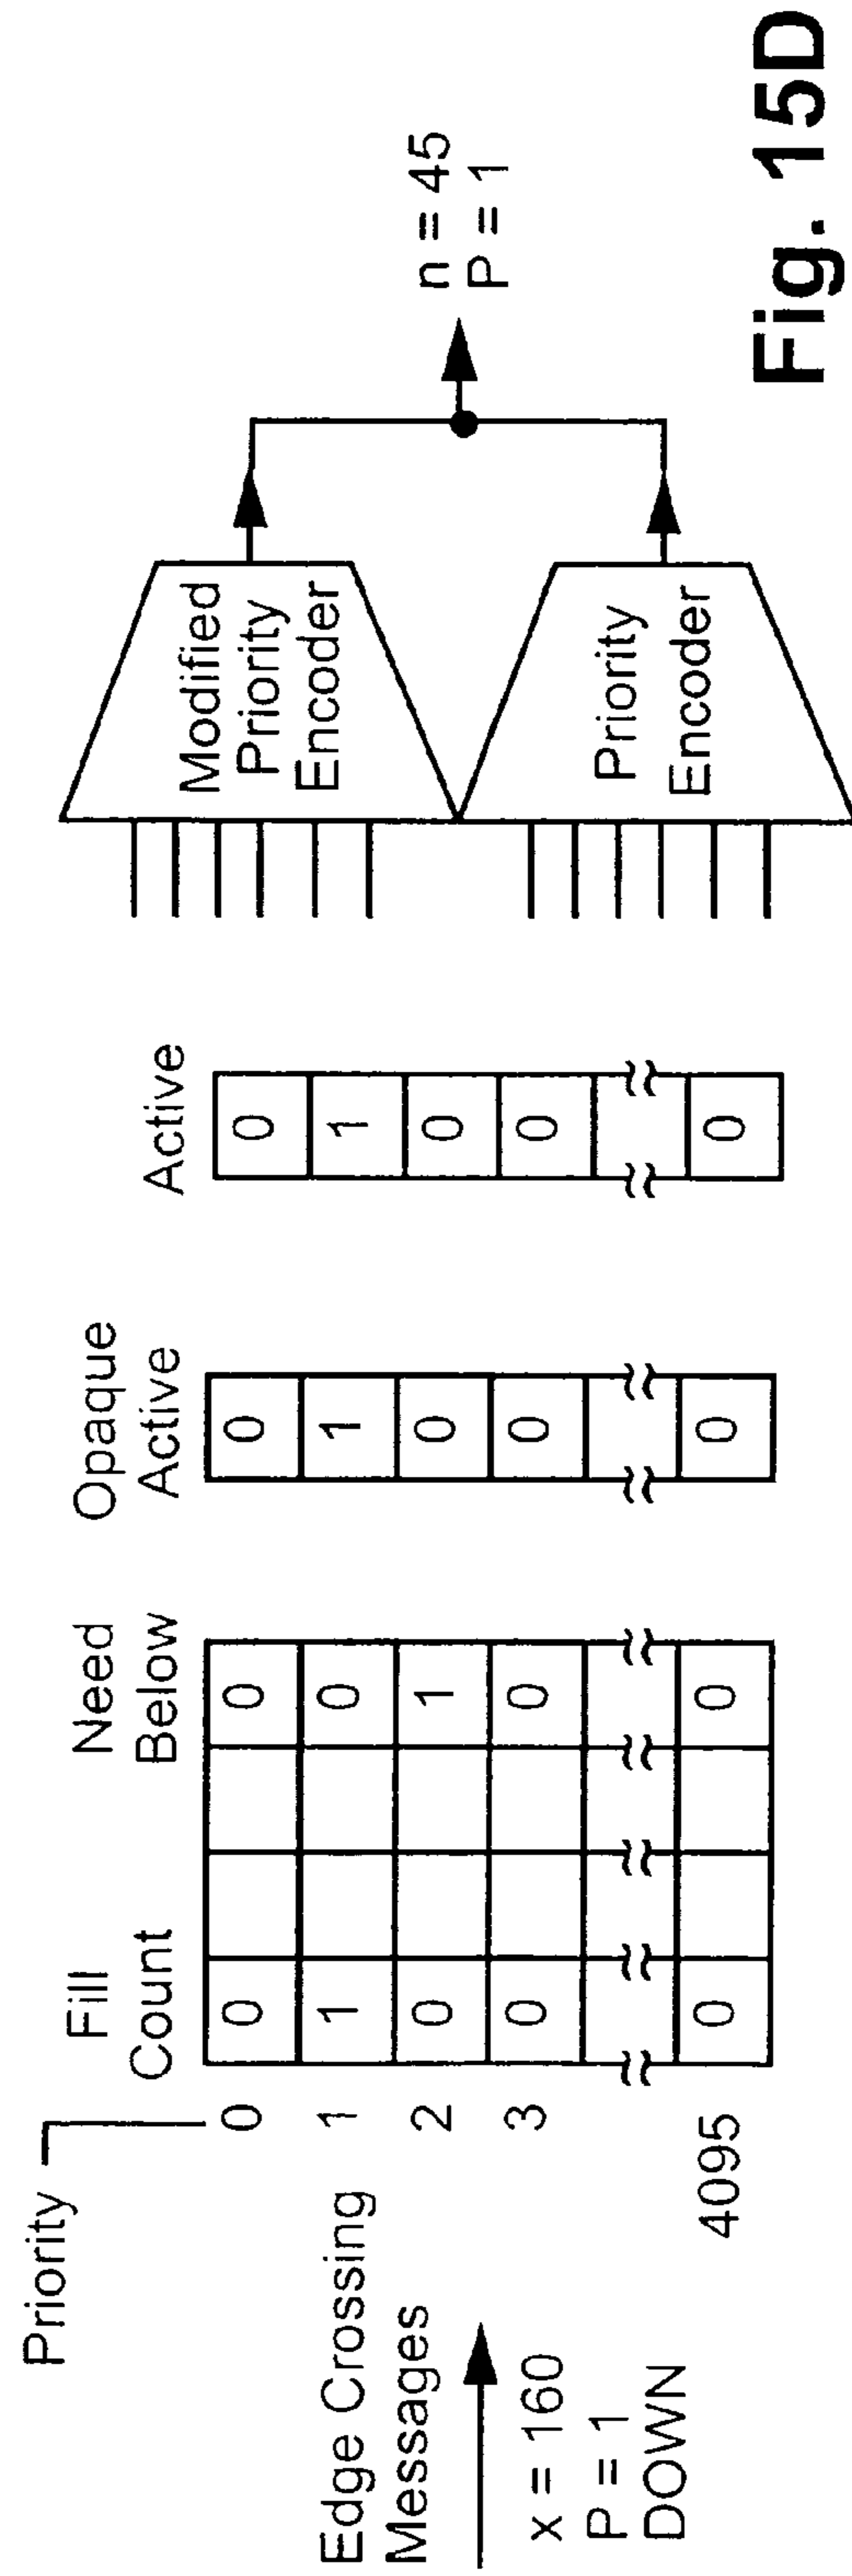 Priority
Fill
Count
Need
Below
Opaque
Active
Active
Edge Crossing
Messages
x = 160
P = 1
DOWN
0
0
0
0
0
1
1
0
1
1
2
0
1
0
0
3
0
0
0
0
4095
0
0
0
0
Modified
Priority
Encoder
Priority
Encoder
n = 45
P = 1
Fig. 15D